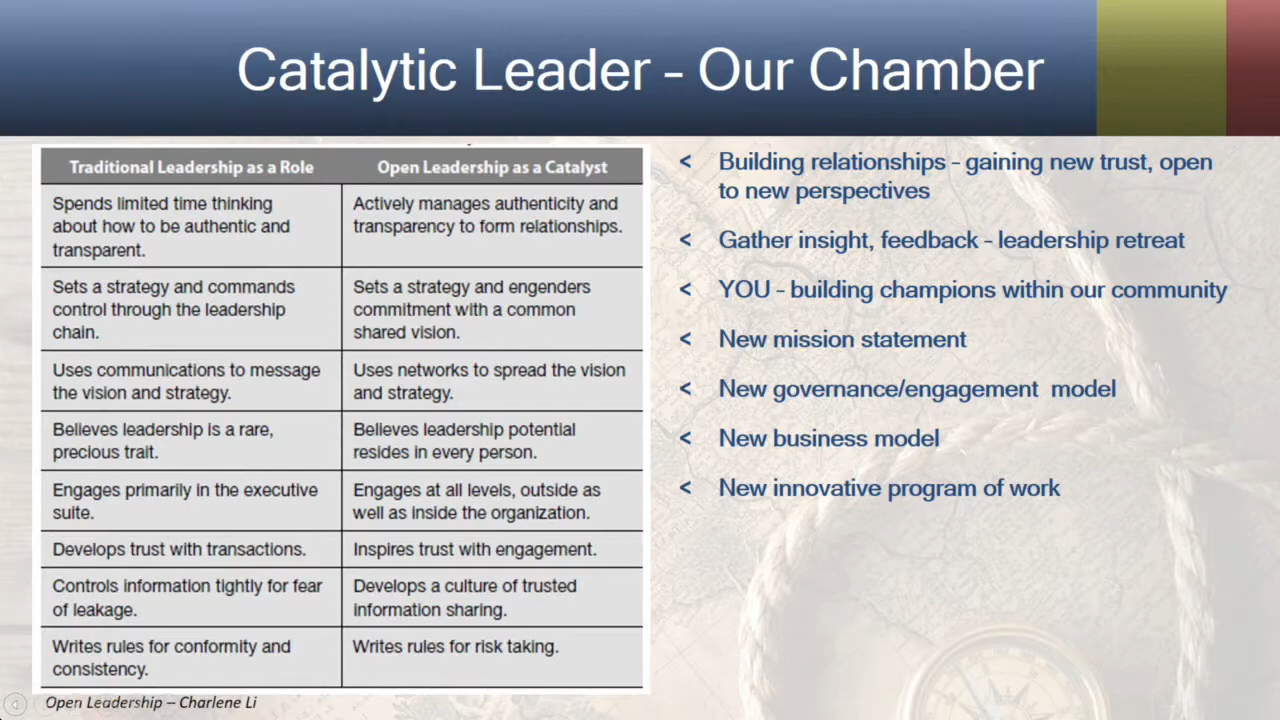 Catalytic Leader – Our Chamber
Traditional Leadership as a Role
Open Leadership as a Catalyst
Spends limited time thinking
about how to be authentic and
transparent.
Actively manages authenticity and
transparency to form relationships.
Sets a strategy and commands
control through the leadership
chain.
Sets a strategy and engenders
commitment with a common
shared vision.
Uses communications to message
the vision and strategy.
Uses networks to spread the vision
and strategy.
Believes leadership is a rare,
precious trait.
Believes leadership potential
resides in every person.
Engages primarily in the executive
suite.
Engages at all levels, outside as
well as inside the organization.
Develops trust with transactions.
Inspires trust with engagement.
Controls information tightly for fear
of leakage.
Develops a culture of trusted
information sharing.
Writes rules for conformity and
consistency.
Writes rules for risk taking.
Open Leadership – Charlene Li
< Building relationships – gaining new trust, open
to new perspectives
< Gather insight, feedback – leadership retreat
< YOU – building champions within our community
< New mission statement
< New governance/engagement model
< New business model
< New innovative program of work